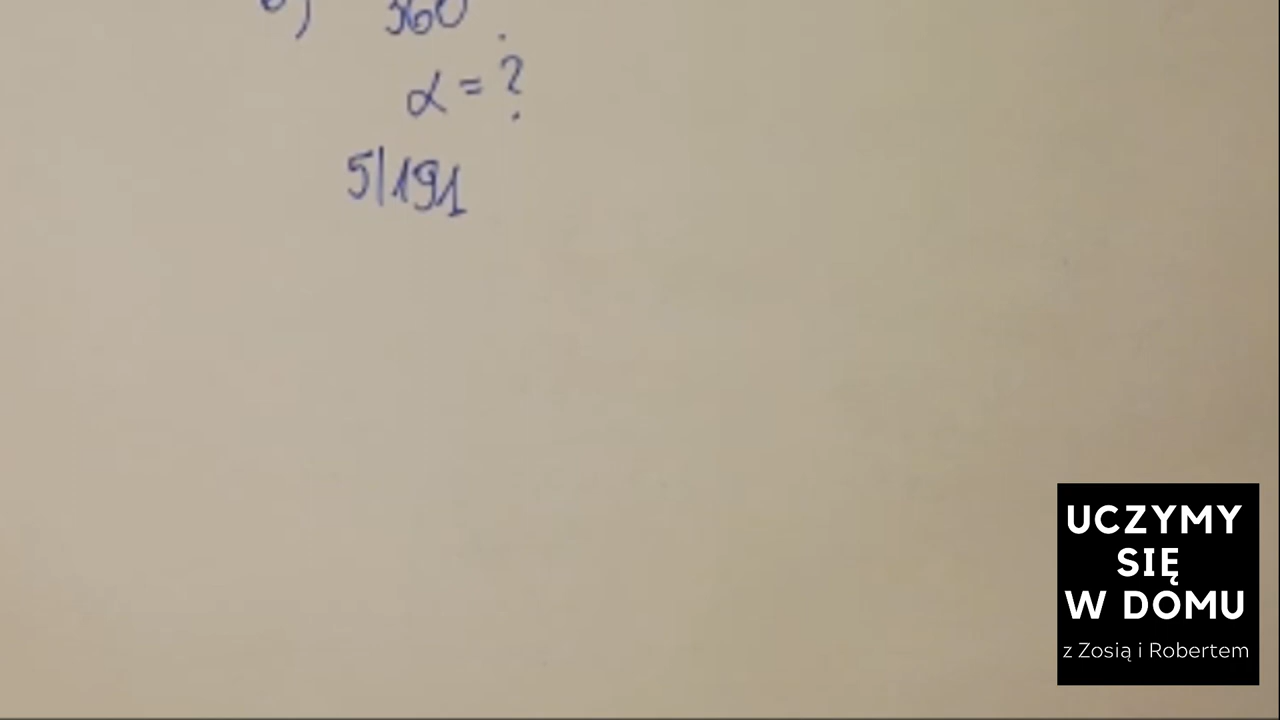 360
α = ?
5/191
UCZYMY
SIĘ
W DOMU
z Zosią i Robertem